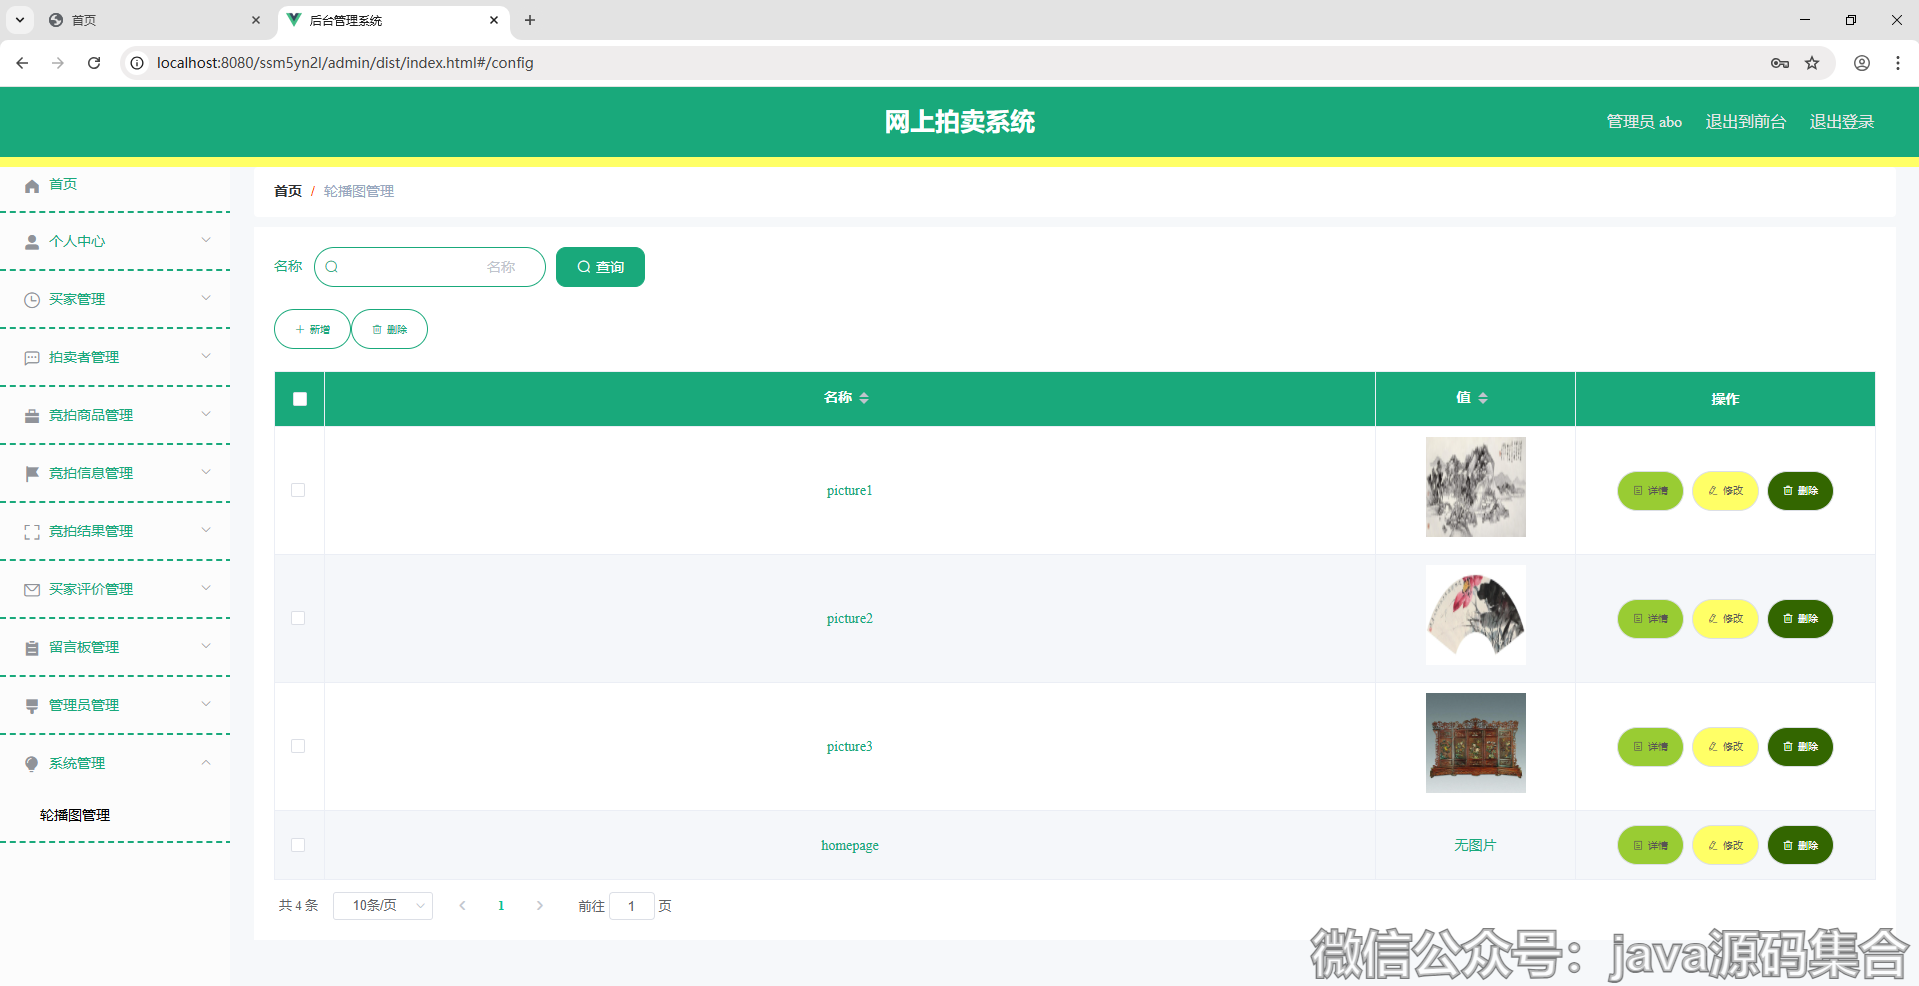 首页
后台管理系统
localhost:8080/ssm5yn2l/admin/dist/index.html#/config
网上拍卖系统
管理员 abo 退出到前台 退出登录
首页
个人中心
买家管理
拍卖者管理
竞拍商品管理
竞拍信息管理
竞拍结果管理
买家评价管理
留言板管理
管理员管理
系统管理
轮播图管理
首页 / 轮播图管理
名称 名称 查询
新增 删除
名称 值 操作
picture1 详情 修改 删除
picture2 详情 修改 删除
picture3 详情 修改 删除
homepage 无图片 详情 修改 删除
共 4 条 10条/页 1 前往 1 页
微信公众号：java源码集合